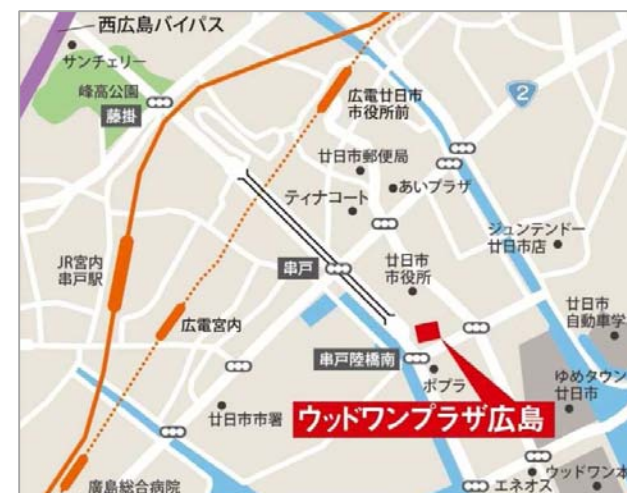 西広島バイパス
サンチェリー
峰高公園
藤掛
2
広電廿日市
市役所前
廿日市郵便局
あいプラザ
ティナコート
ジュンテンドー
廿日市店
JR宮内
串戸駅
串戸
廿日市
市役所
広電宮内
廿日市
自動車学
串戸陸橋南
ポプラ
ゆめタウン
廿日市
廿日市市署
ウッドワンプラザ広島
廣島総合病院
エネオス
ウッドワン本